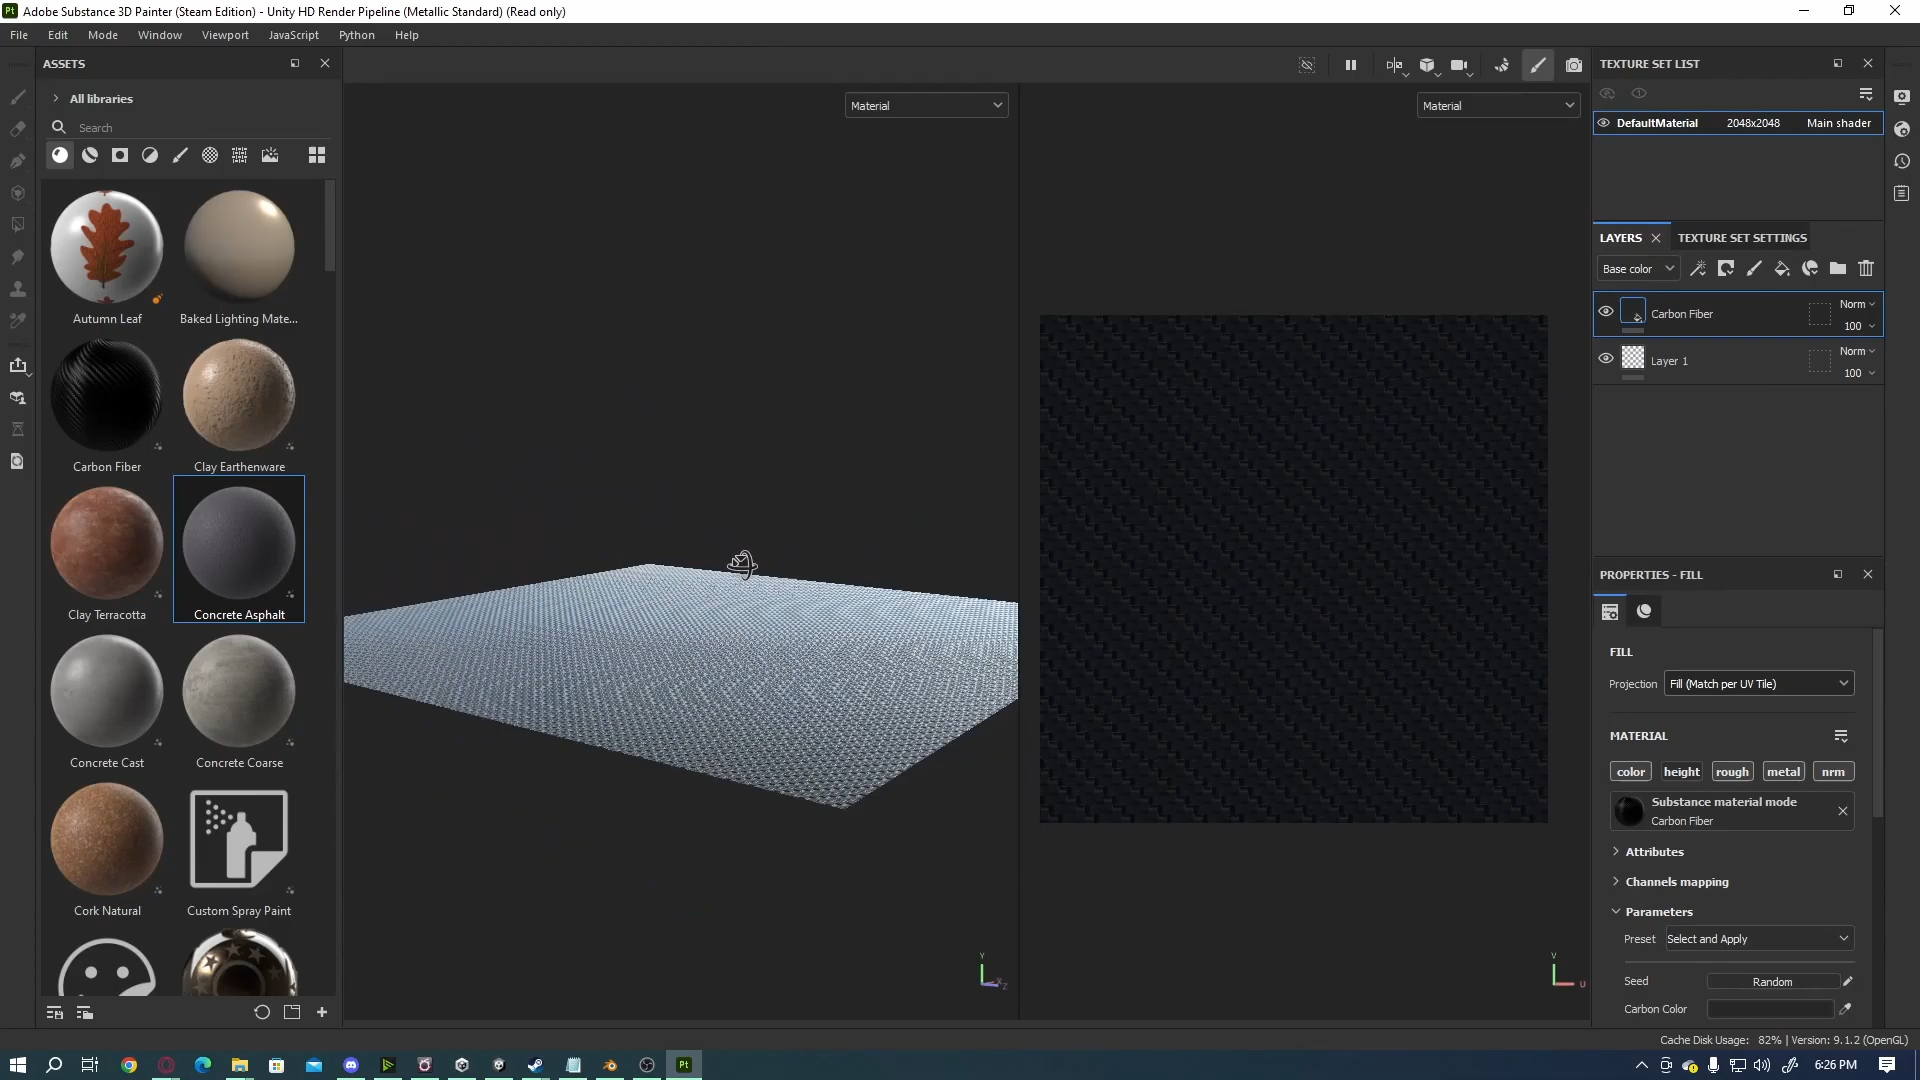 Pt Adobe Substance 3D Painter (Steam Edition) - Unity HD Render Pipeline (Metallic Standard) (Read only)
File Edit Mode Window Viewport JavaScript Python Help
ASSETS
All libraries
Search
Autumn Leaf
Baked Lighting Mate...
Carbon Fiber
Clay Earthenware
Clay Terracotta
Concrete Asphalt
Concrete Cast
Concrete Coarse
Cork Natural
Custom Spray Paint
Material
Y
Z
Material
V
U
TEXTURE SET LIST
DefaultMaterial 2048x2048 Main shader
LAYERS TEXTURE SET SETTINGS
Base color
Carbon Fiber Norm
100
Layer 1 Norm
100
PROPERTIES - FILL
FILL
Projection Fill (Match per UV Tile)
MATERIAL
color height rough metal nrm
Substance material mode
Carbon Fiber
Attributes
Channels mapping
Parameters
Preset Select and Apply
Seed Random
Carbon Color
Cache Disk Usage: 82% | Version: 9.1.2 (OpenGL)
Pt
6:26 PM